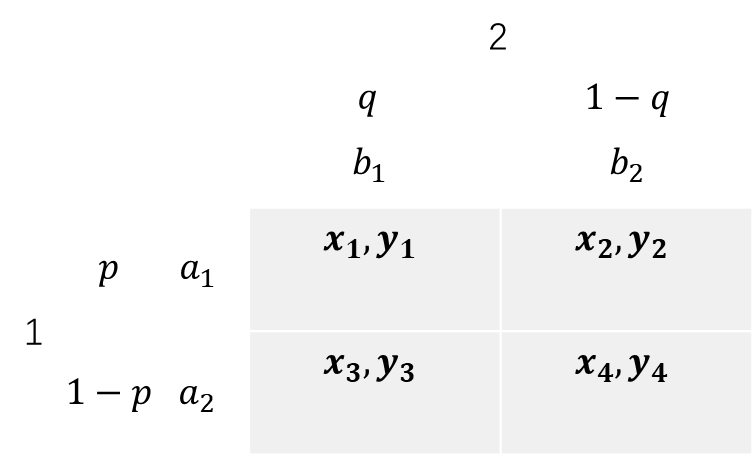 2
q 1 − q
b₁ b₂
x₁, y₁ x₂, y₂
p a₁
1
x₃, y₃ x₄, y₄
1 − p a₂